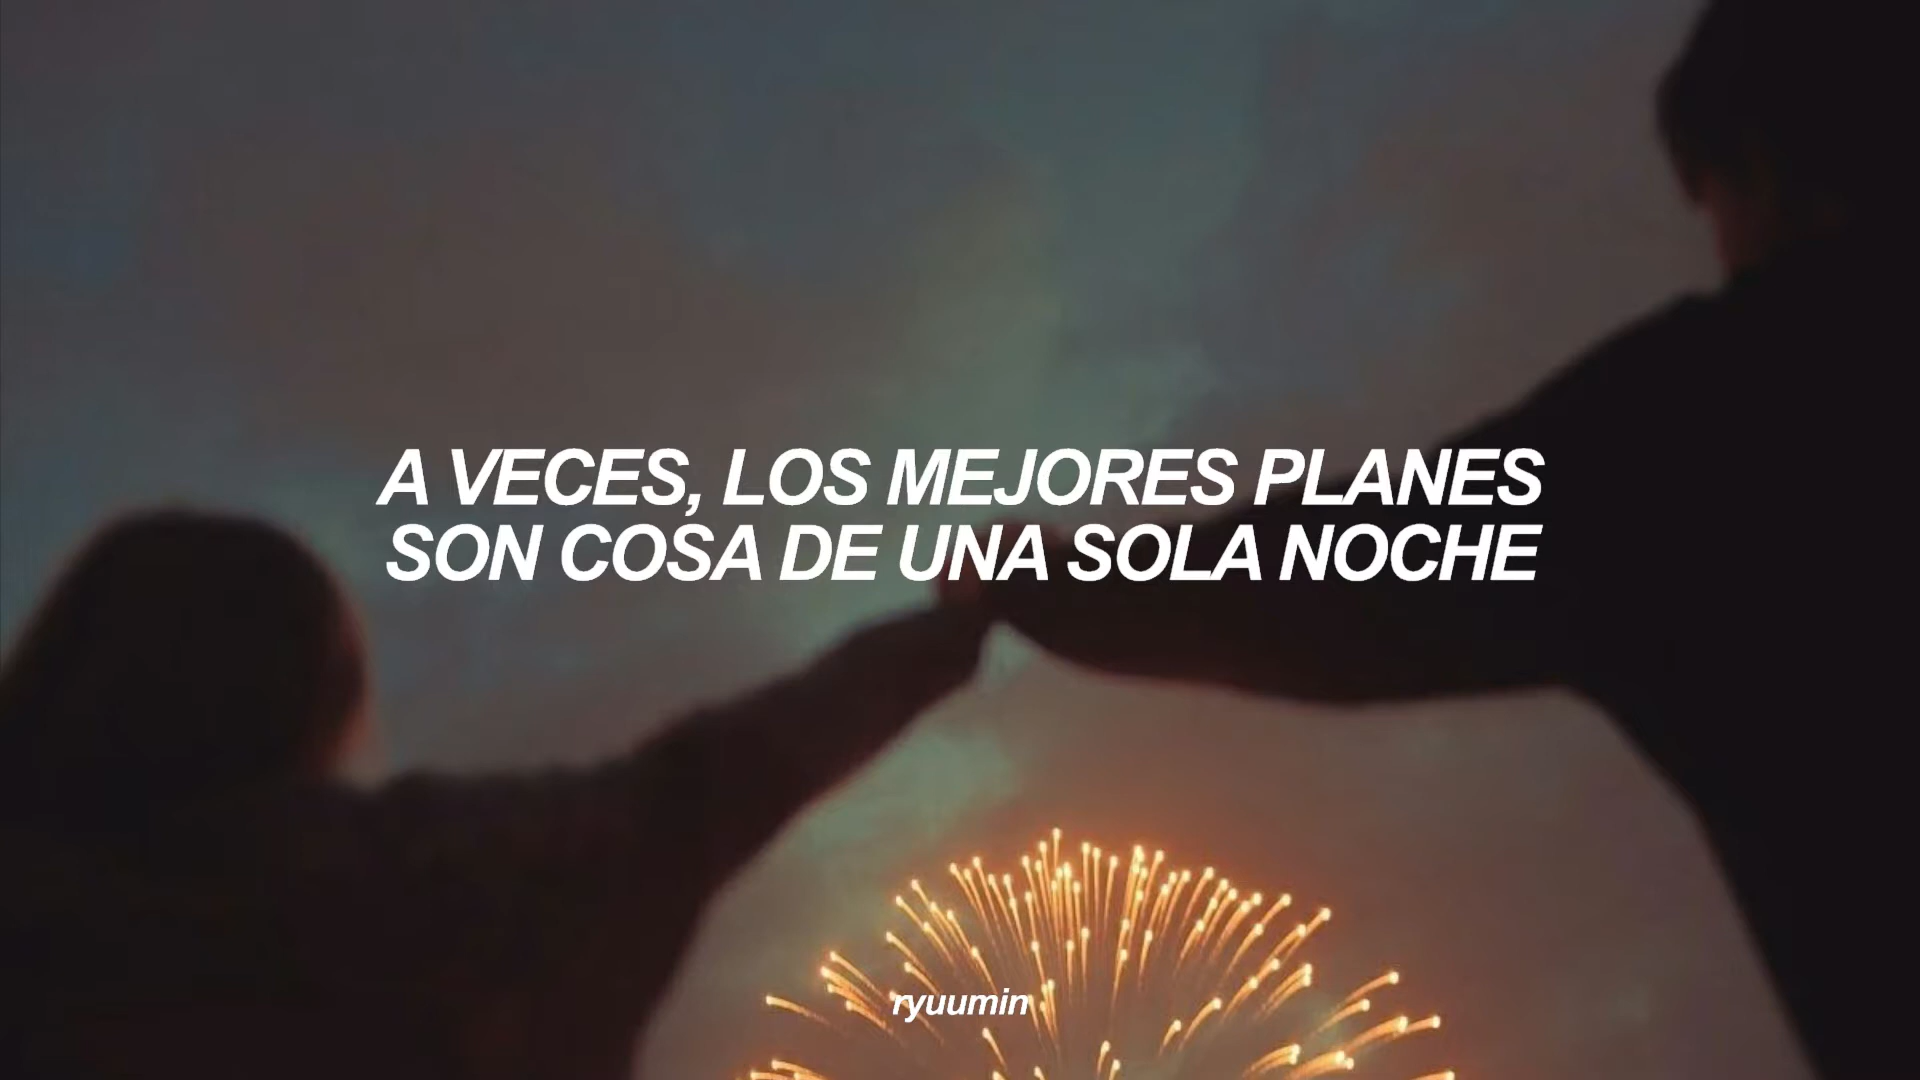 A VECES, LOS MEJORES PLANES
SON COSA DE UNA SOLA NOCHE
ryuumin